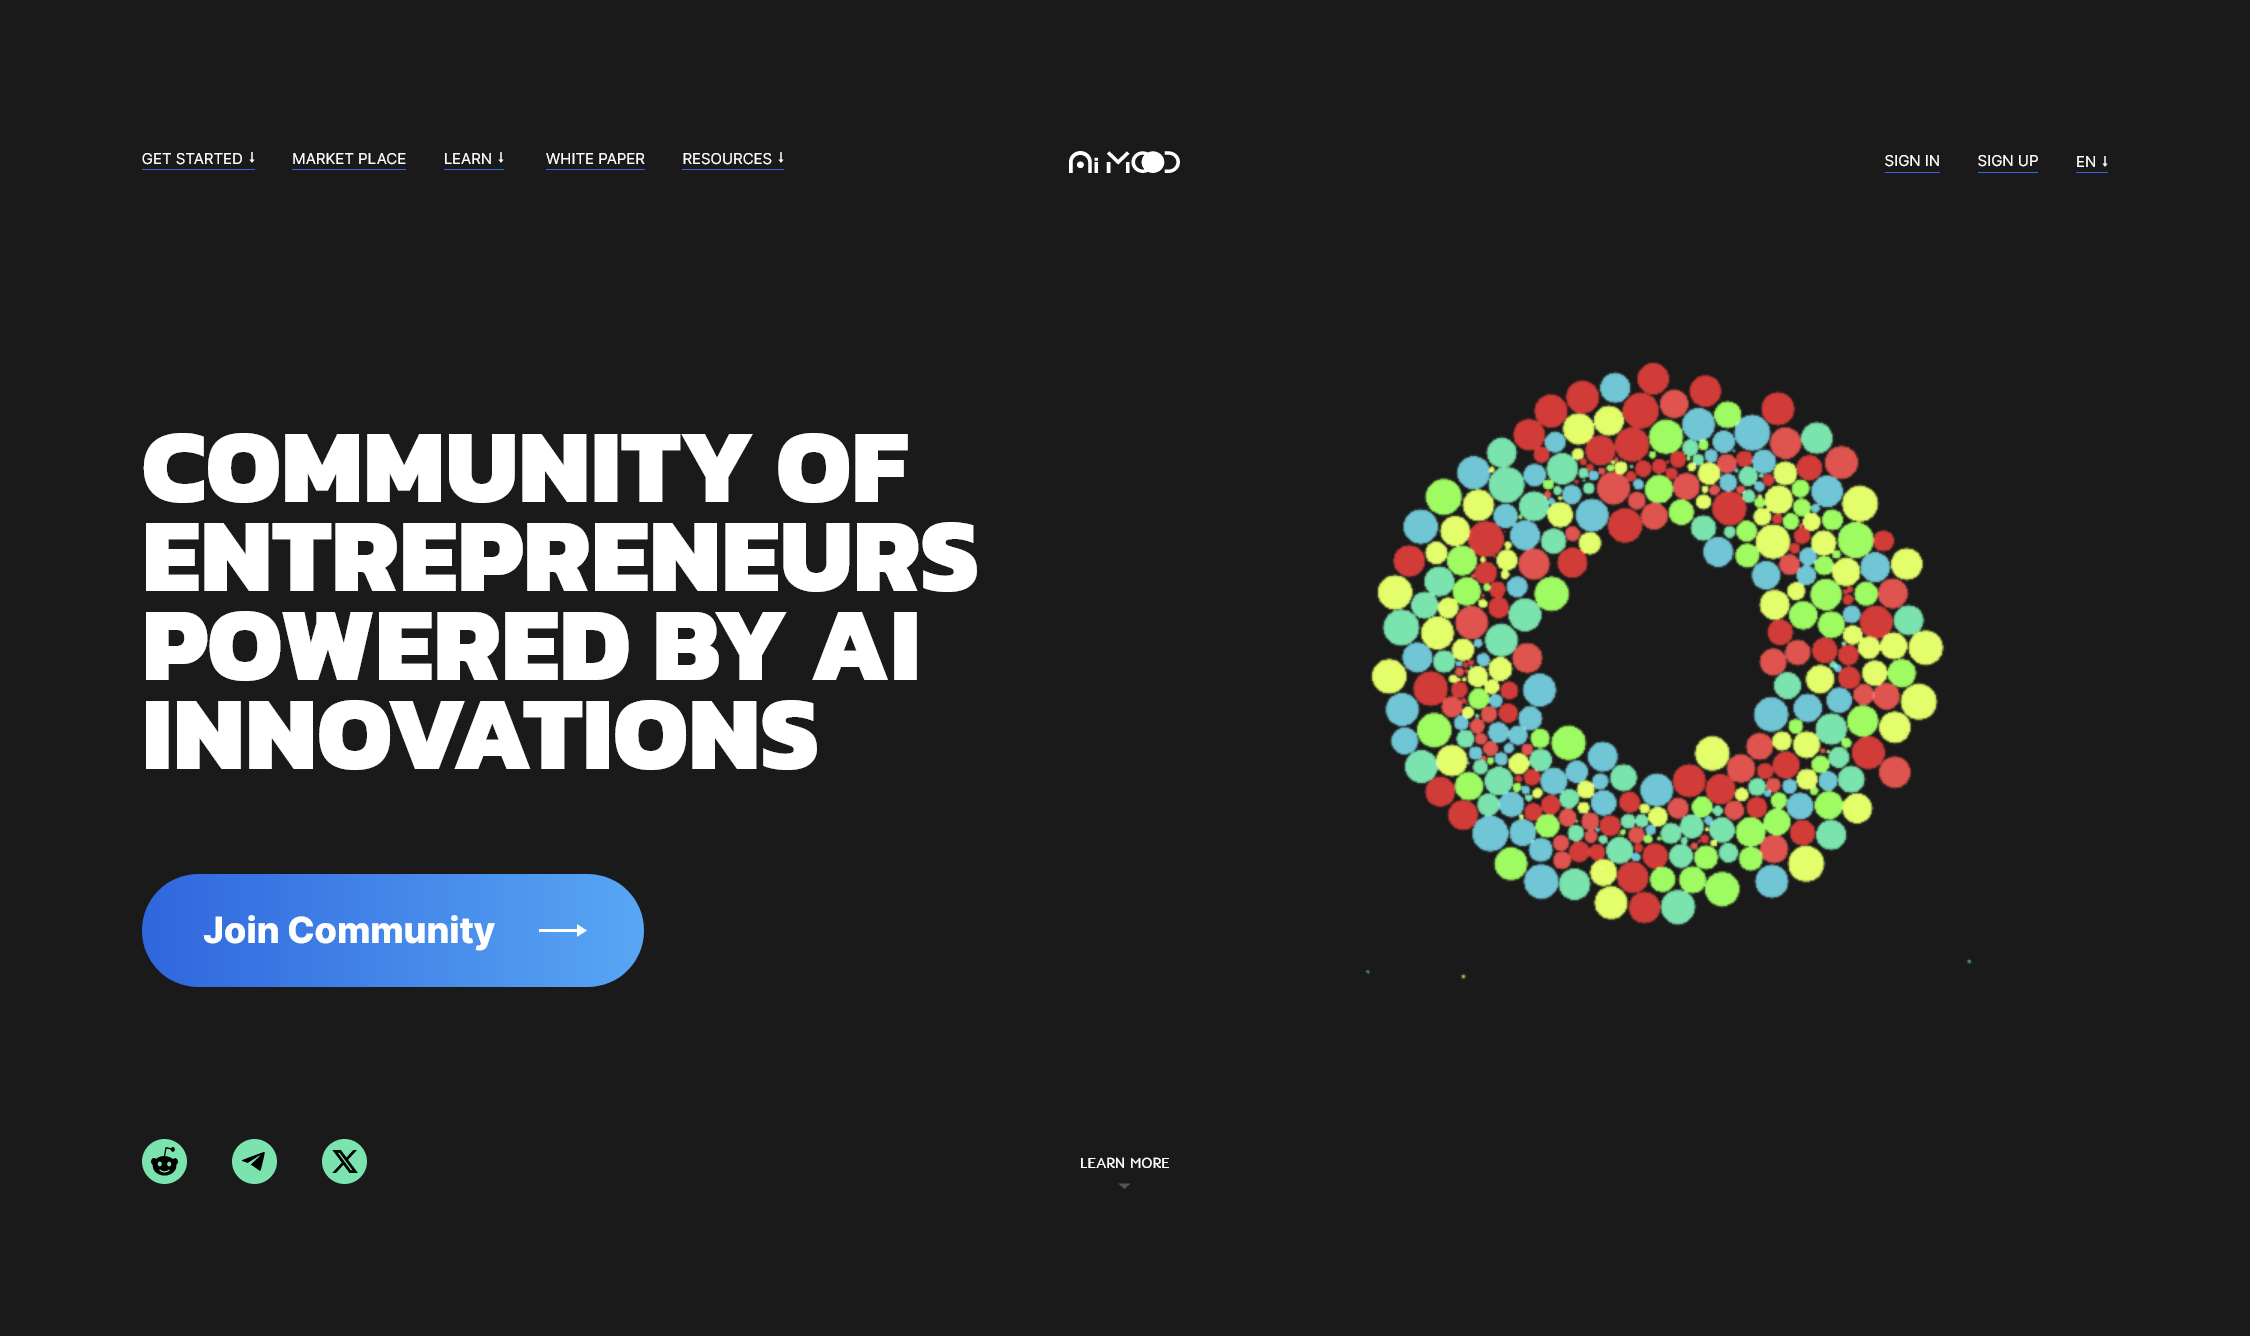 GET STARTED
MARKET PLACE
LEARN
WHITE PAPER
RESOURCES
Ai MOOD
SIGN IN
SIGN UP
EN
COMMUNITY OF
ENTREPRENEURS
POWERED BY AI
INNOVATIONS
Join Community
LEARN MORE